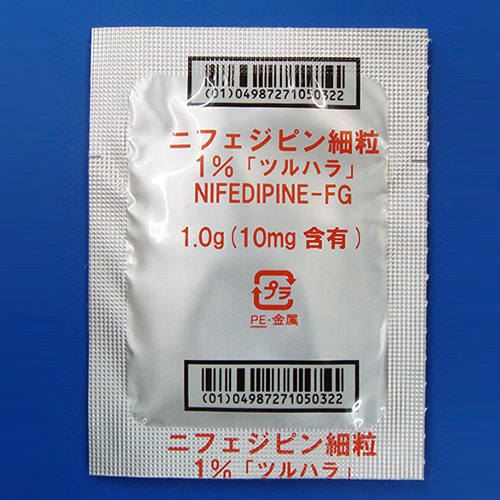 (01)04987271050322
ニフェジピン細粒
1%「ツルハラ」
NIFEDIPINE-FG
1.0g(10mg 含有)
プラ
PE・金属
(01)04987271050322
ニフェジピン細粒
1%「ツルハラ」